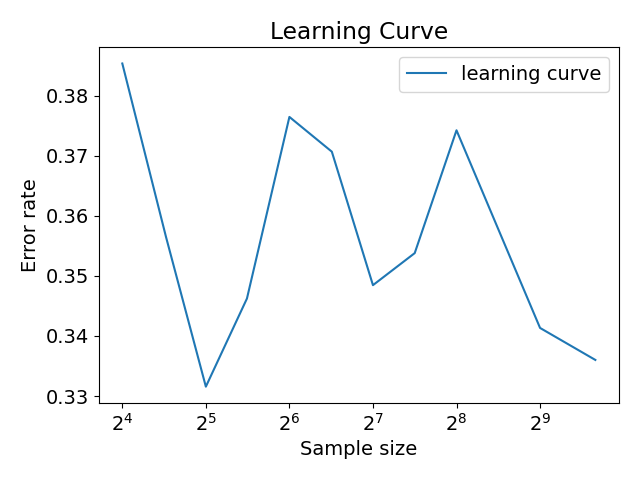 Learning Curve
learning curve
Error rate
0.38
0.37
0.36
0.35
0.34
0.33
2⁴ 2⁵ 2⁶ 2⁷ 2⁸ 2⁹
Sample size